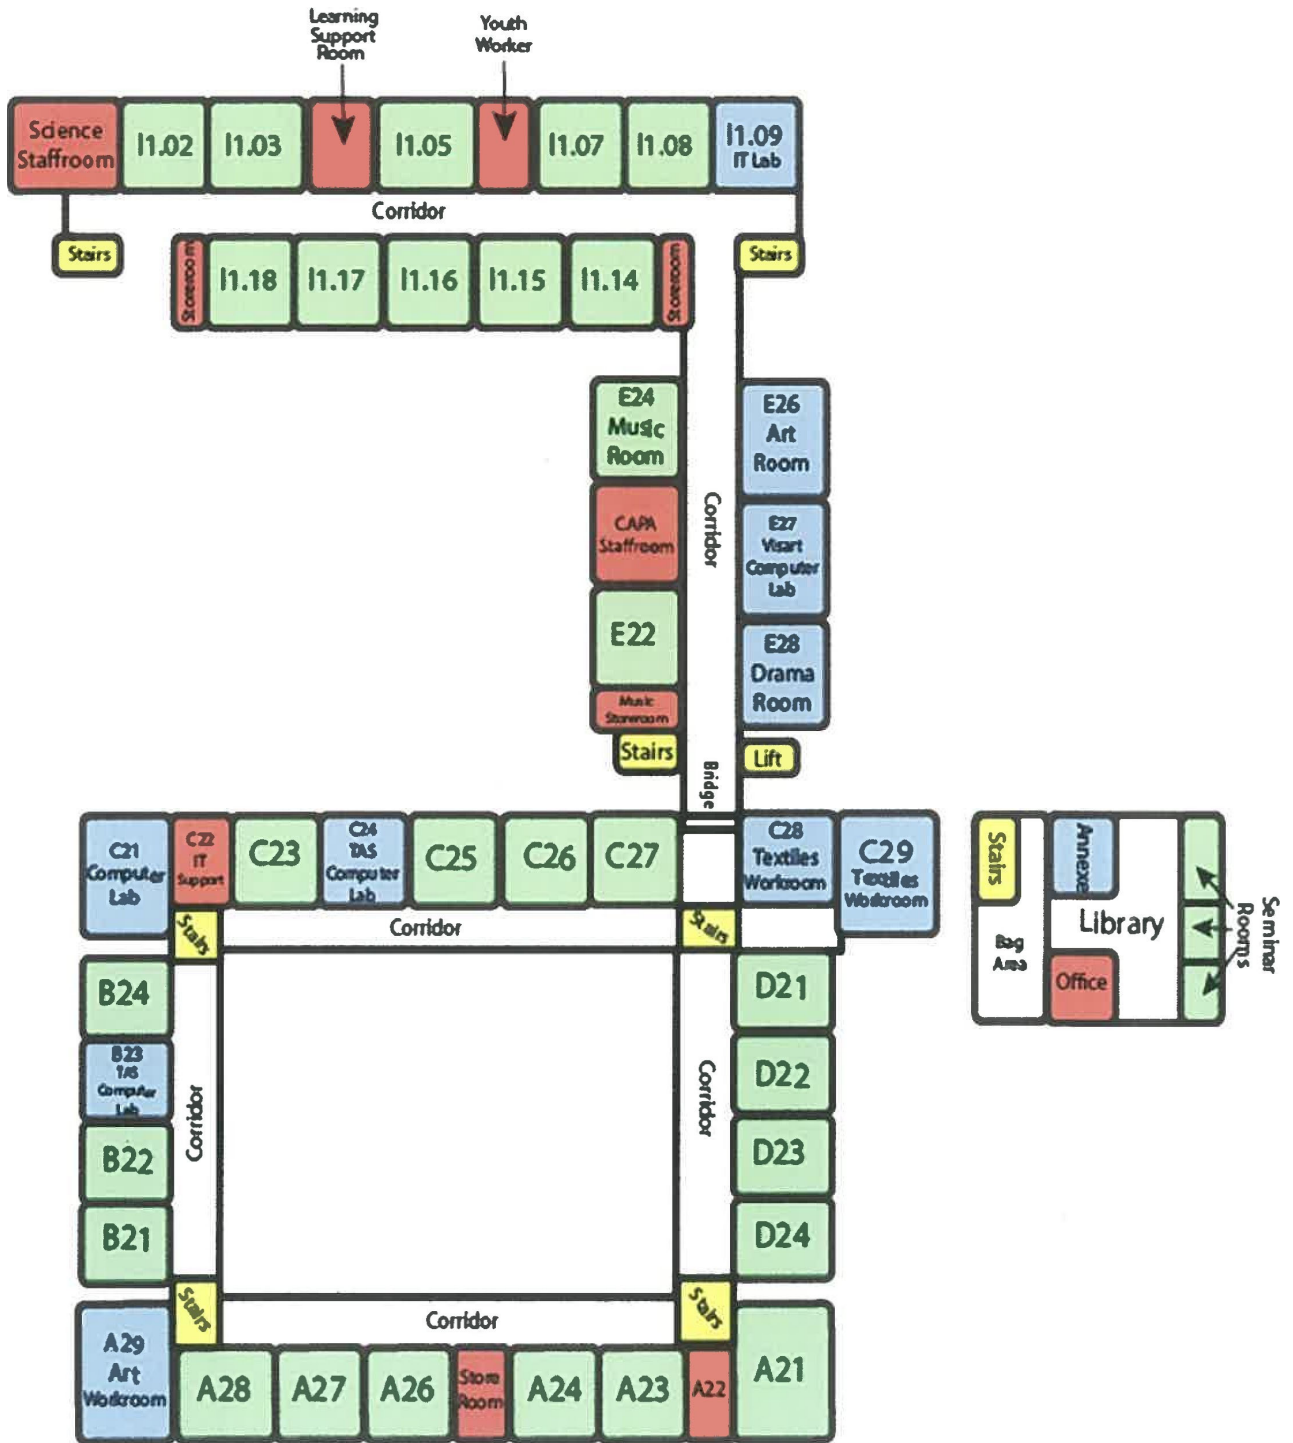 Learning
Support
Room
Youth
Worker
Science
Staffroom
I1.02
I1.03
I1.05
I1.07
I1.08
I1.09
IT Lab
Corridor
Stairs
Storeroom
I1.18
I1.17
I1.16
I1.15
I1.14
Storeroom
Stairs
E24
Music
Room
E26
Art
Room
CAPA
Staffroom
Corridor
E27
Visart
Computer
Lab
E22
E28
Drama
Room
Music
Storeroom
Stairs
Bridge
Lift
C21
Computer
Lab
C22
IT
Support
C23
C24
TAS
Computer
Lab
C25
C26
C27
C28
Textiles
Workroom
C29
Textiles
Workroom
Stairs
Annexe
Library
Seminar
Rooms
Bag
Area
Office
Stairs
Corridor
Stairs
B24
D21
B23
TAS
Computer
Lab
Corridor
Corridor
D22
B22
D23
B21
D24
Stairs
Corridor
Stairs
A29
Art
Workroom
A28
A27
A26
Store
Room
A24
A23
A22
A21